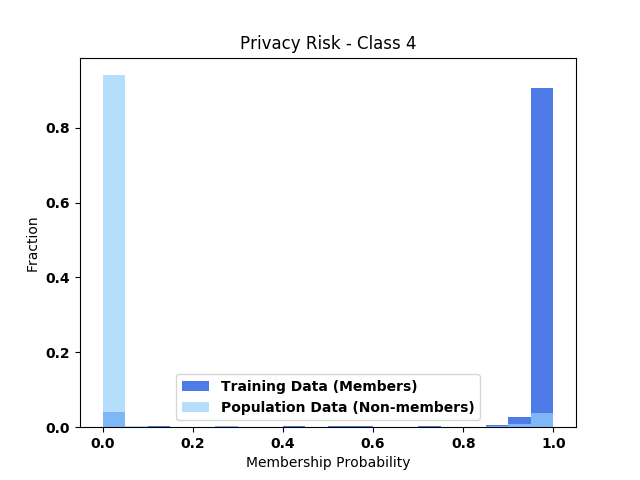 Privacy Risk - Class 4
Fraction
0.8
0.6
0.4
0.2
0.0
Training Data (Members)
Population Data (Non-members)
0.0 0.2 0.4 0.6 0.8 1.0
Membership Probability